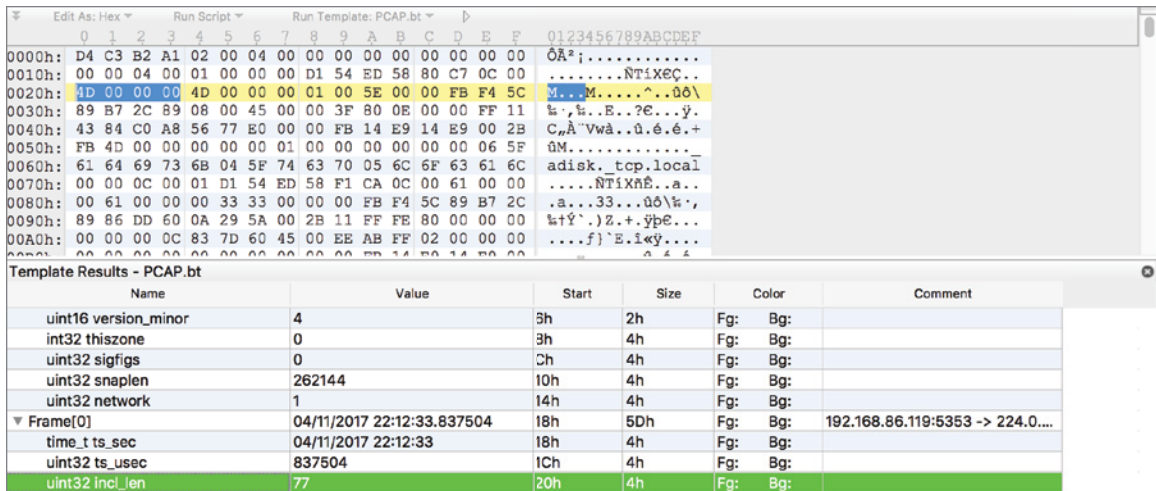 Edit As: Hex Run Script Run Template: PCAP.bt
0 1 2 3 4 5 6 7 8 9 A B C D E F 0123456789ABCDEF
0000h: D4 C3 B2 A1 02 00 04 00 00 00 00 00 00 00 00 00 ÔÃ²¡............
0010h: 00 00 04 00 01 00 00 00 D1 54 ED 58 80 C7 0C 00 ........ÑTíX€Ç..
0020h: 4D 00 00 00 4D 00 00 00 01 00 5E 00 00 FB F4 5C M...M.....^..ûô\
0030h: 89 B7 2C 89 08 00 45 00 00 3F 80 0E 00 00 FF 11 ‰·,‰..E..?€...ÿ.
0040h: 43 84 C0 A8 56 77 E0 00 00 FB 14 E9 14 E9 00 2B C„À¨Vwà..û.é.é.+
0050h: FB 4D 00 00 00 00 00 01 00 00 00 00 00 00 06 5F ûM............._
0060h: 61 64 69 73 6B 04 5F 74 63 70 05 6C 6F 63 61 6C adisk._tcp.local
0070h: 00 00 0C 00 01 D1 54 ED 58 F1 CA 0C 00 61 00 00 .....ÑTíXñÊ..a..
0080h: 00 61 00 00 00 33 33 00 00 00 FB F4 5C 89 B7 2C .a...33...ûô\‰·,
0090h: 89 86 DD 60 0A 29 5A 00 2B 11 FF FE 80 00 00 00 ‰†Ý`.)Z.+.ÿþ€...
00A0h: 00 00 00 0C 83 7D 60 45 00 EE AB FF 02 00 00 00 ....ƒ}`E.î«ÿ....
Template Results - PCAP.bt
Name Value Start Size Color Comment
uint16 version_minor 4 6h 2h Fg: Bg:
int32 thiszone 0 8h 4h Fg: Bg:
uint32 sigfigs 0 Ch 4h Fg: Bg:
uint32 snaplen 262144 10h 4h Fg: Bg:
uint32 network 1 14h 4h Fg: Bg:
Frame[0] 04/11/2017 22:12:33.837504 18h 5Dh Fg: Bg: 192.168.86.119:5353 -> 224.0....
time_t ts_sec 04/11/2017 22:12:33 18h 4h Fg: Bg:
uint32 ts_usec 837504 1Ch 4h Fg: Bg:
uint32 incl_len 77 20h 4h Fg: Bg: